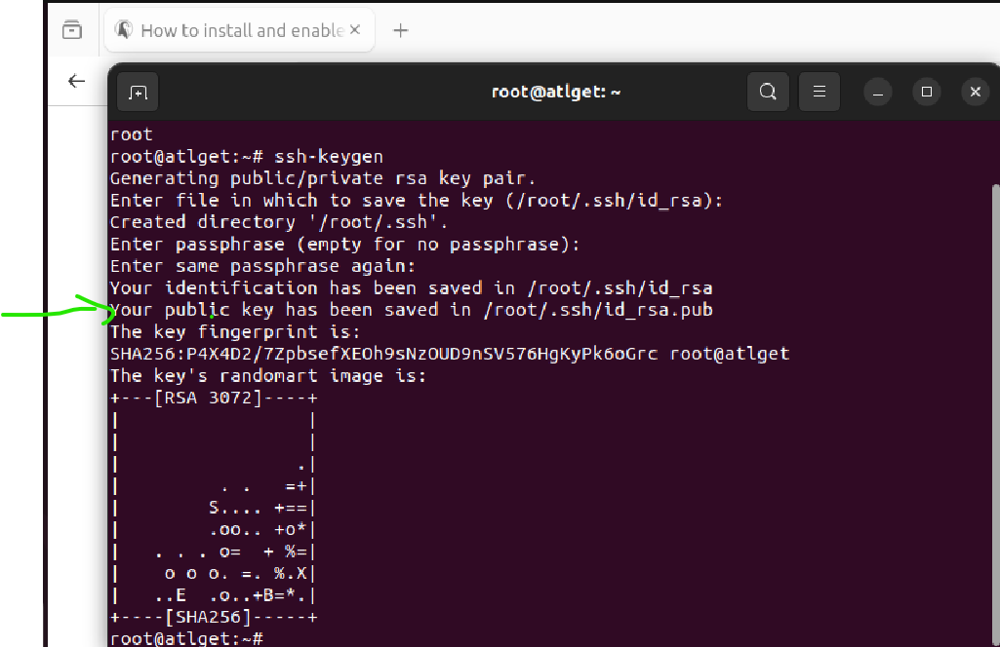 How to install and enable
root@atlget: ~
root
root@atlget:~# ssh-keygen
Generating public/private rsa key pair.
Enter file in which to save the key (/root/.ssh/id_rsa):
Created directory '/root/.ssh'.
Enter passphrase (empty for no passphrase):
Enter same passphrase again:
Your identification has been saved in /root/.ssh/id_rsa
Your public key has been saved in /root/.ssh/id_rsa.pub
The key fingerprint is:
SHA256:P4X4D2/7ZpbsefXEOh9sNzOUD9nSV576HgKyPk6oGrc root@atlget
The key's randomart image is:
+---[RSA 3072]----+
|                 |
|                 |
|                .|
|         . .   =+|
|        S.... +==|
|        .oo.. +o*|
|   . . . o=  + %=|
|    o o o. =. %.X|
|   ..E  .o..+B=*.|
+----[SHA256]-----+
root@atlget:~#